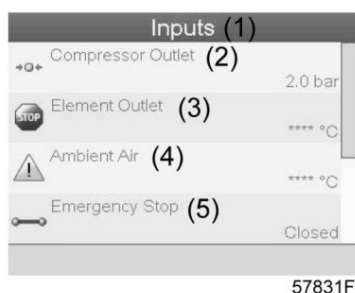 Inputs (1)
Compressor Outlet (2)
2.0 bar
STOP
Element Outlet (3)
**** °C
Ambient Air (4)
**** °C
Emergency Stop (5)
Closed
57831F